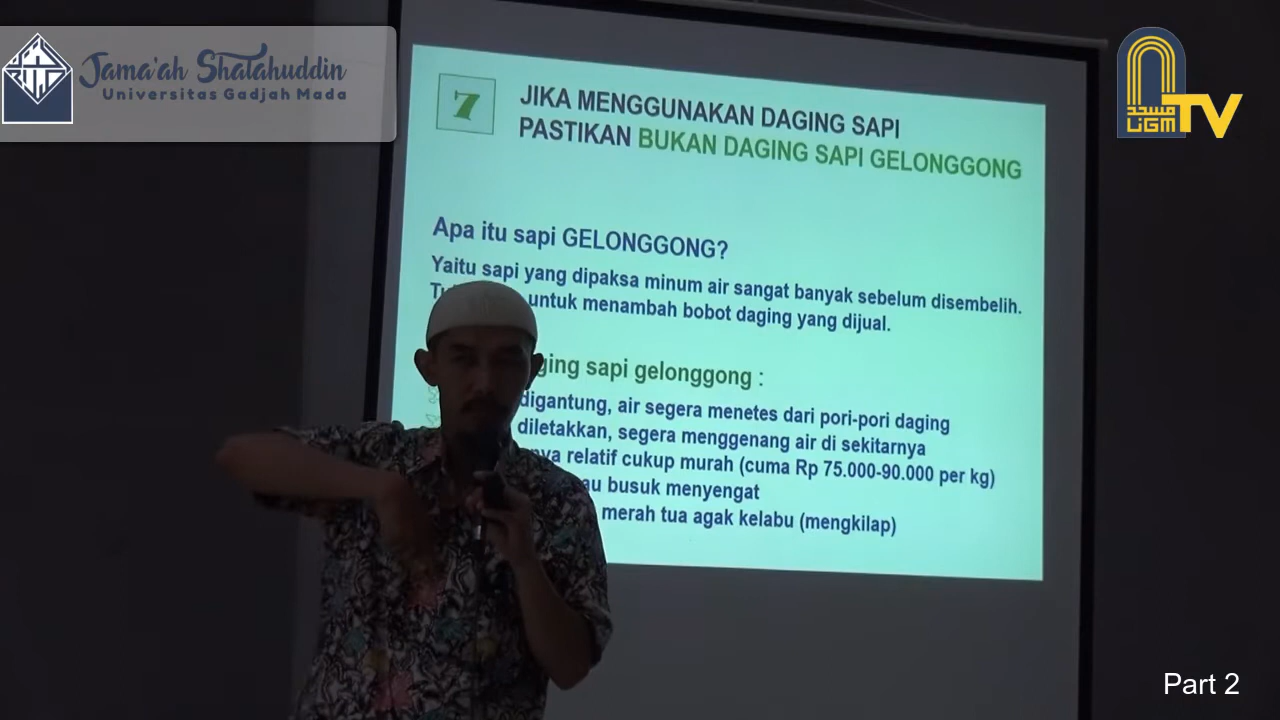 Jama'ah Shalahuddin
Universitas Gadjah Mada
مسجد
UGM
TV
7
JIKA MENGGUNAKAN DAGING SAPI
PASTIKAN BUKAN DAGING SAPI GELONGGONG
Apa itu sapi GELONGGONG?
Yaitu sapi yang dipaksa minum air sangat banyak sebelum disembelih.
untuk menambah bobot daging yang dijual.
sapi gelonggong :
digantung, air segera menetes dari pori-pori daging
diletakkan, segera menggenang air di sekitarnya
relatif cukup murah (cuma Rp 75.000-90.000 per kg)
busuk menyengat
merah tua agak kelabu (mengkilap)
Part 2